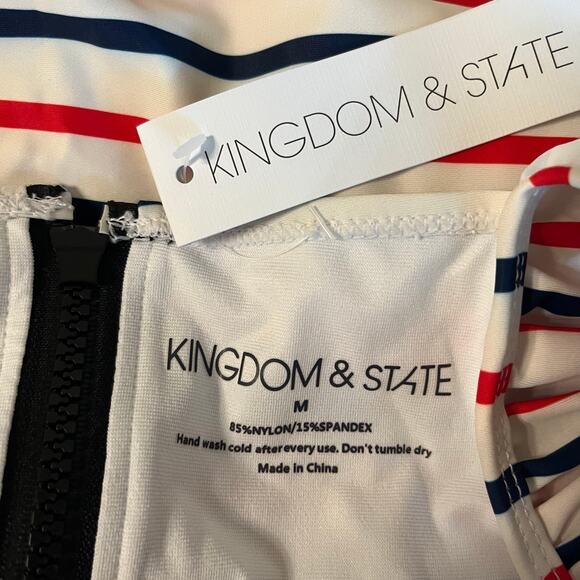 KINGDOM & STATE
KINGDOM & STATE
M
85%NYLON/15%SPANDEX
Hand wash cold after every use. Don't tumble dry
Made in China